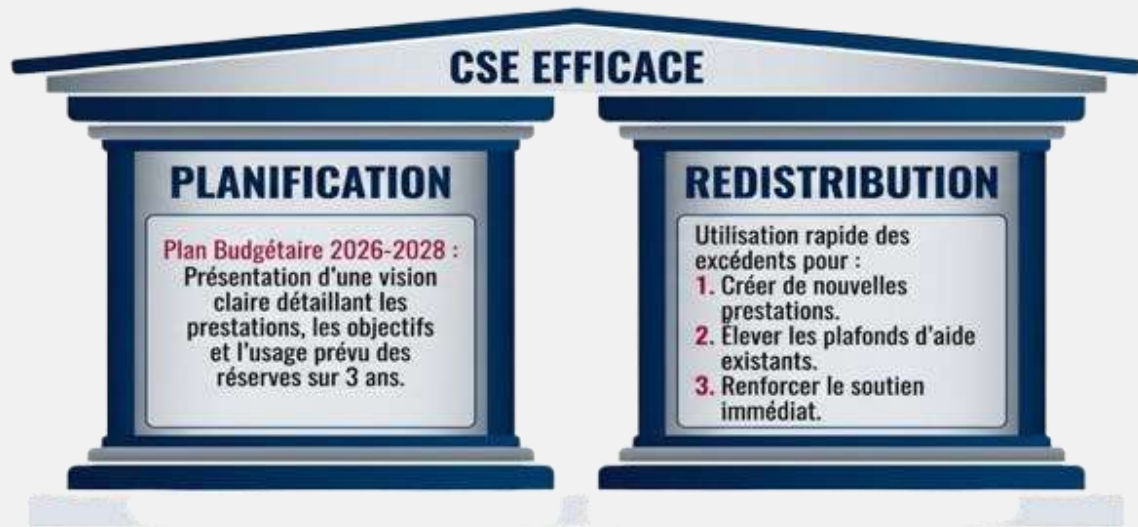 CSE EFFICACE
PLANIFICATION
Plan Budgétaire 2026-2028 :
Présentation d'une vision
claire détaillant les
prestations, les objectifs
et l'usage prévu des
réserves sur 3 ans.
REDISTRIBUTION
Utilisation rapide des
excédents pour :
1. Créer de nouvelles
prestations.
2. Élever les plafonds d'aide
existants.
3. Renforcer le soutien
immédiat.